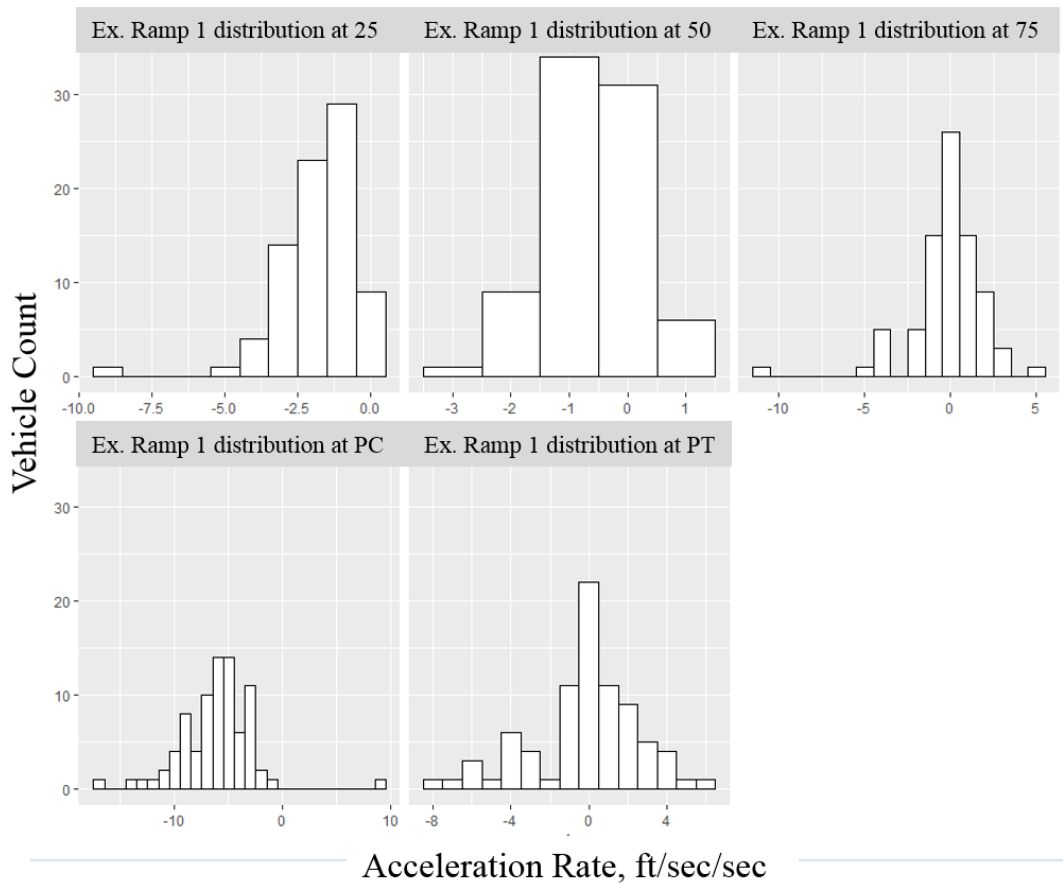 Ex. Ramp 1 distribution at 25
Ex. Ramp 1 distribution at 50
Ex. Ramp 1 distribution at 75
30
20
10
0
-10.0 -7.5 -5.0 -2.5 0.0
-3 -2 -1 0 1
-10 -5 0 5
Vehicle Count
Ex. Ramp 1 distribution at PC
Ex. Ramp 1 distribution at PT
30
20
10
0
-10 0 10
-8 -4 0 4
Acceleration Rate, ft/sec/sec